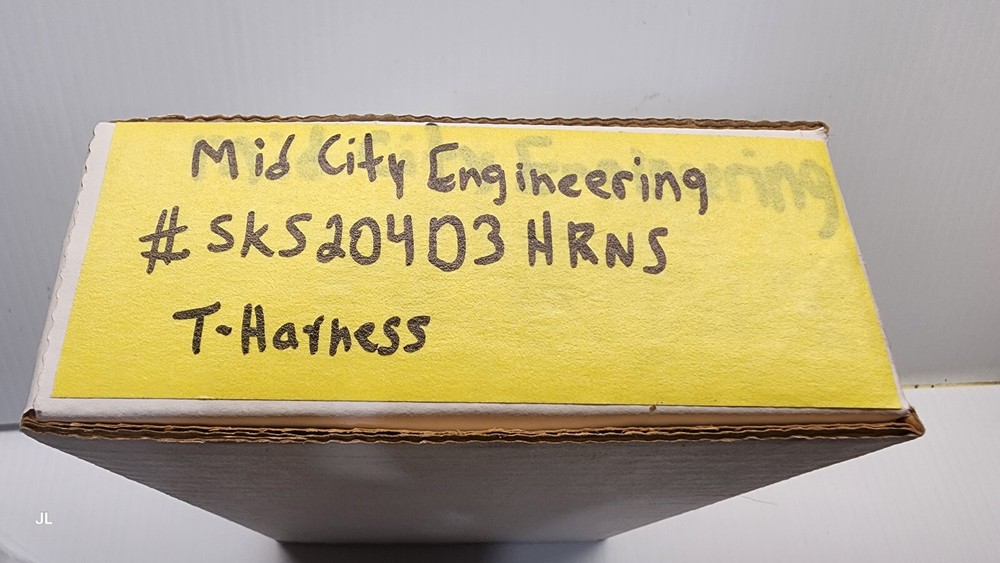 Mid City Engineering
#SKS20403 HRNS
T-Harness
JL